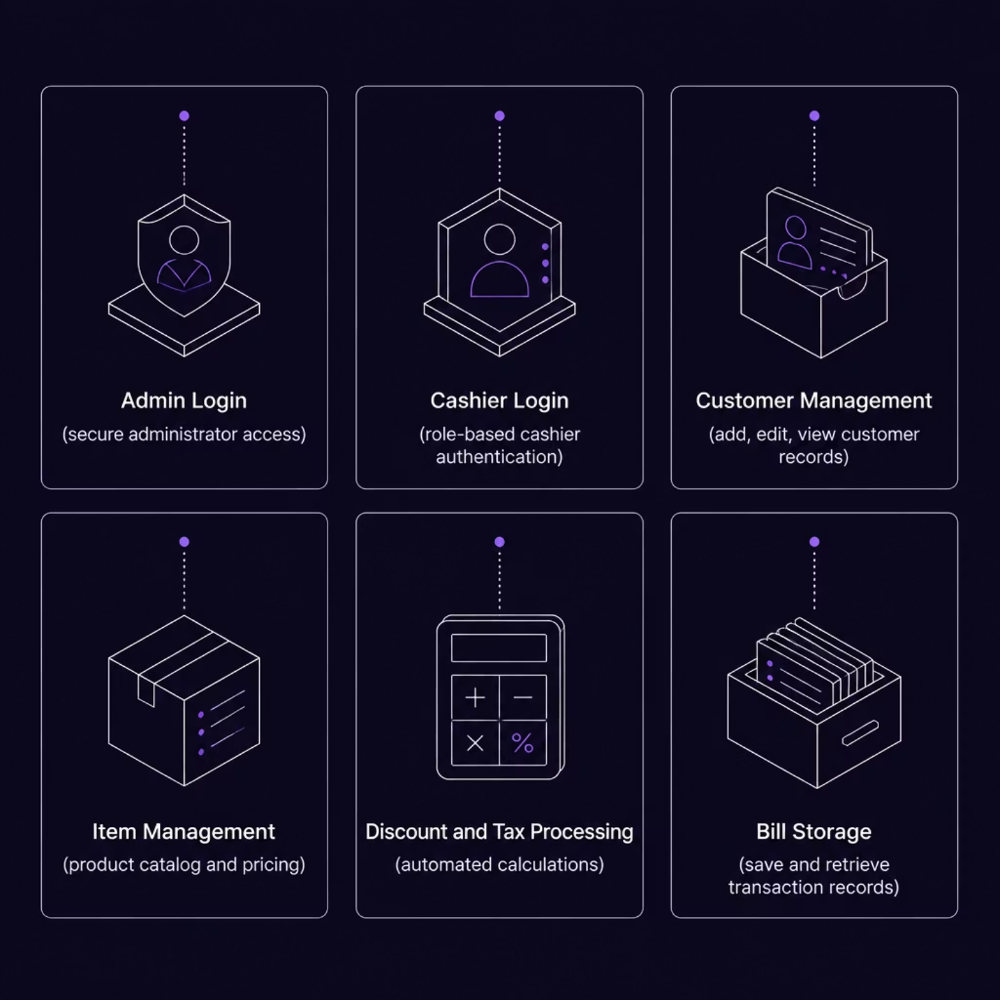 Admin Login
(secure administrator access)
Cashier Login
(role-based cashier
authentication)
Customer Management
(add, edit, view customer
records)
Item Management
(product catalog and pricing)
+ −
× %
Discount and Tax Processing
(automated calculations)
Bill Storage
(save and retrieve
transaction records)